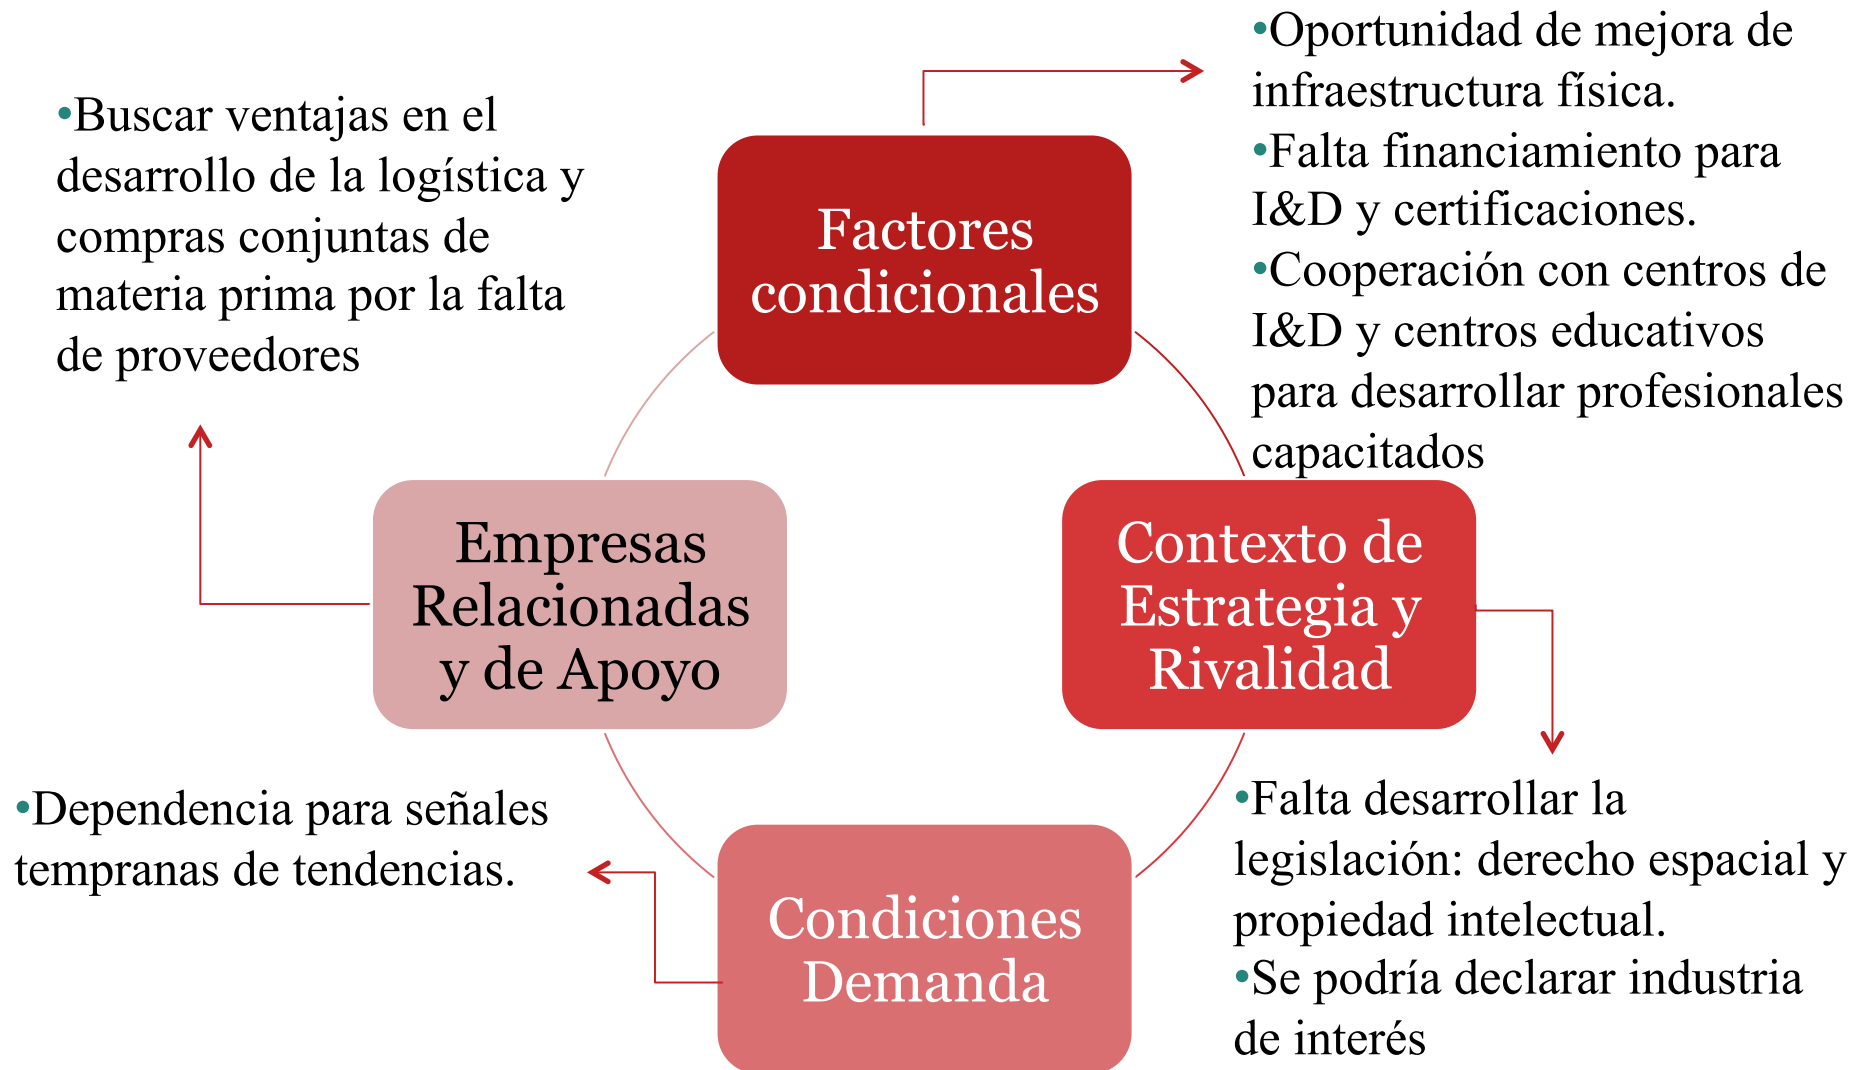 •Oportunidad de mejora de
infraestructura física.
•Falta financiamiento para
I&D y certificaciones.
•Cooperación con centros de
I&D y centros educativos
para desarrollar profesionales
capacitados
•Buscar ventajas en el
desarrollo de la logística y
compras conjuntas de
materia prima por la falta
de proveedores
Factores
condicionales
Empresas
Relacionadas
y de Apoyo
Contexto de
Estrategia y
Rivalidad
•Dependencia para señales
tempranas de tendencias.
Condiciones
Demanda
•Falta desarrollar la
legislación: derecho espacial y
propiedad intelectual.
•Se podría declarar industria
de interés